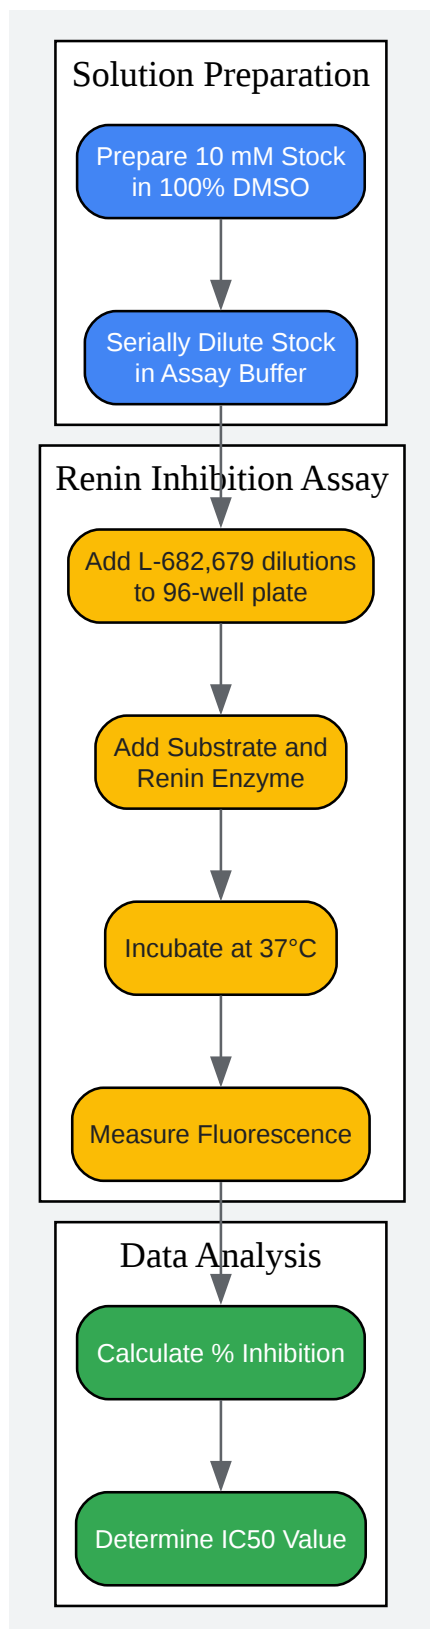 Solution Preparation
Prepare 10 mM Stock
in 100% DMSO
Serially Dilute Stock
in Assay Buffer
Renin Inhibition Assay
Add L-682,679 dilutions
to 96-well plate
Add Substrate and
Renin Enzyme
Incubate at 37°C
Measure Fluorescence
Data Analysis
Calculate % Inhibition
Determine IC50 Value